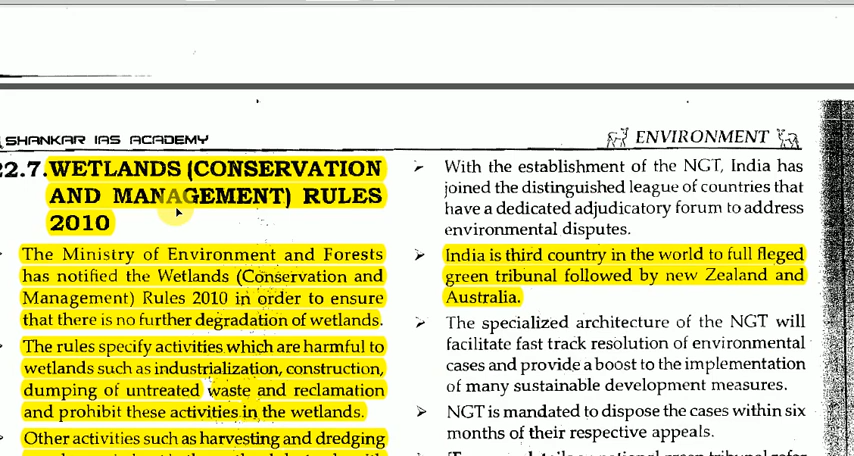 SHANKAR IAS ACADEMY
ENVIRONMENT
22.7. WETLANDS (CONSERVATION
AND MANAGEMENT) RULES
2010
The Ministry of Environment and Forests
has notified the Wetlands (Conservation and
Management) Rules 2010 in order to ensure
that there is no further degradation of wetlands.
The rules specify activities which are harmful to
wetlands such as industrialization, construction,
dumping of untreated waste and reclamation
and prohibit these activities in the wetlands.
Other activities such as harvesting and dredging
➢ With the establishment of the NGT, India has
joined the distinguished league of countries that
have a dedicated adjudicatory forum to address
environmental disputes.
➢ India is third country in the world to full fleged
green tribunal followed by new Zealand and
Australia.
➢ The specialized architecture of the NGT will
facilitate fast track resolution of environmental
cases and provide a boost to the implementation
of many sustainable development measures.
➢ NGT is mandated to dispose the cases within six
months of their respective appeals.